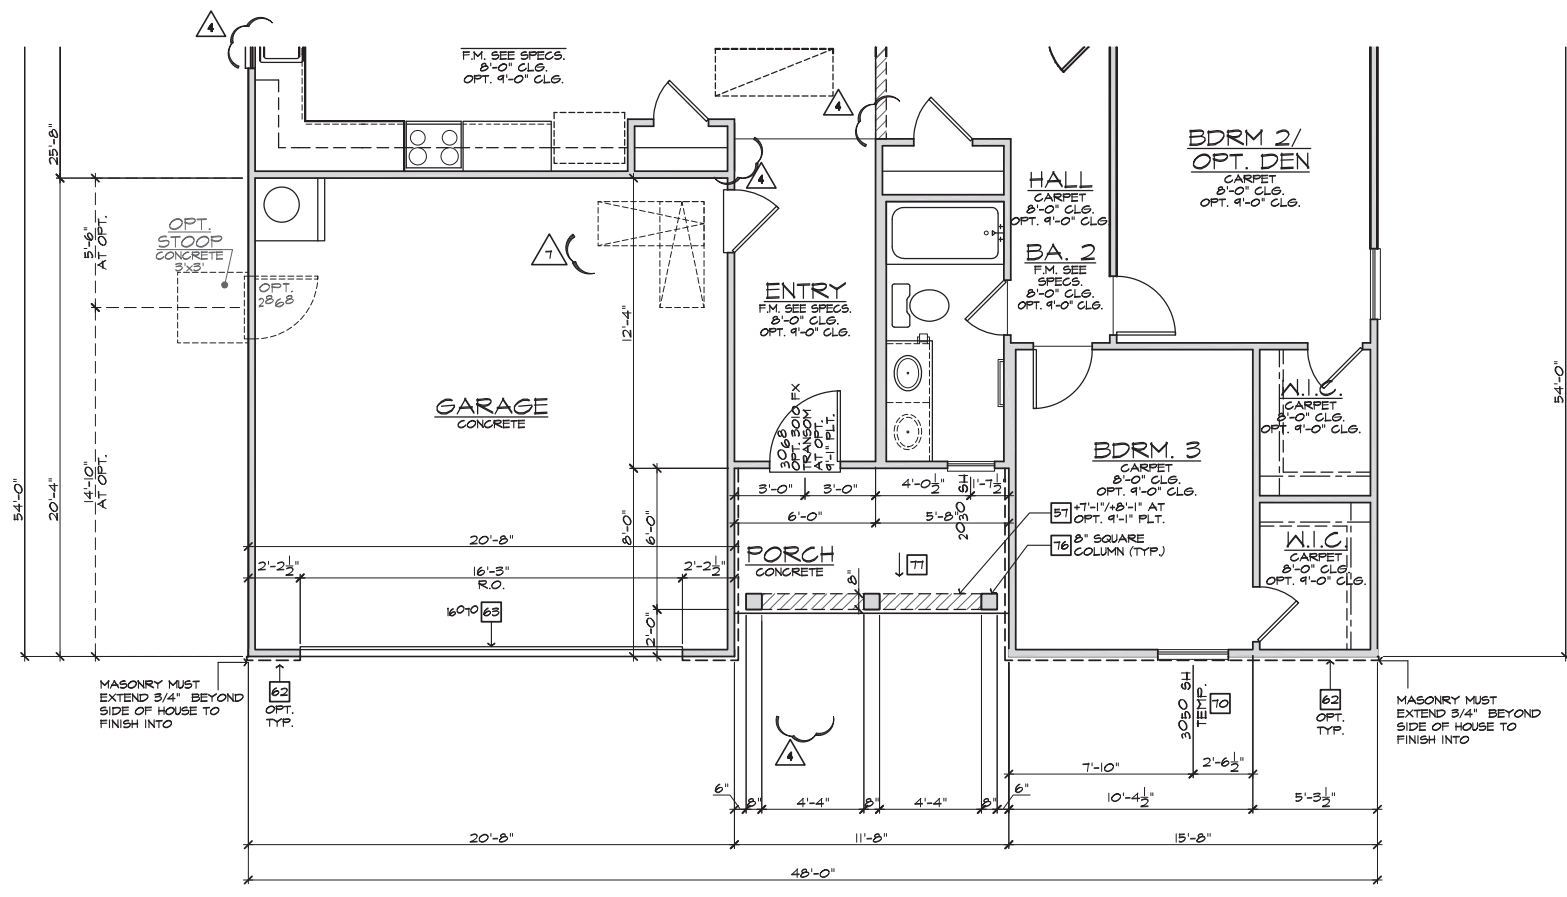 4
F.M. SEE SPECS.
8'-0" CLG.
OPT. 9'-0" CLG.
4
4
25'-8"
BDRM 2/
OPT. DEN
CARPET
8'-0" CLG.
OPT. 9'-0" CLG.
HALL
CARPET
8'-0" CLG.
OPT. 9'-0" CLG.
BA. 2
F.M. SEE
SPECS.
8'-0" CLG.
OPT. 9'-0" CLG.
5'-6"
AT OPT.
OPT.
STOOP
CONCRETE
3'x3'
OPT.
2868
7
12'-4"
ENTRY
F.M. SEE SPECS.
8'-0" CLG.
OPT. 9'-0" CLG.
GARAGE
CONCRETE
3068
OPT. 3010 FX
TRANSOM
AT OPT.
9'-1" PLT.
W.I.C.
CARPET
8'-0" CLG.
OPT. 9'-0" CLG.
BDRM. 3
CARPET
8'-0" CLG.
OPT. 9'-0" CLG.
54'-0"
54'-0"
20'-4"
14'-10"
AT OPT.
3'-0"
3'-0"
4'-0 1/2"
1'-7 1/2"
2030 SH
6'-0"
5'-8"
57
+7'-1"/+8'-1" AT
OPT. 9'-1" PLT.
76
8" SQUARE
COLUMN (TYP.)
8'-0"
6'-0"
20'-8"
2'-2 1/2"
16'-3"
R.O.
2'-2 1/2"
PORCH
CONCRETE
77
8"
W.I.C.
CARPET
8'-0" CLG.
OPT. 9'-0" CLG.
16070
63
2'-0"
MASONRY MUST
EXTEND 3/4" BEYOND
SIDE OF HOUSE TO
FINISH INTO
62
OPT.
TYP.
4
3050 SH
TEMP.
70
62
OPT.
TYP.
MASONRY MUST
EXTEND 3/4" BEYOND
SIDE OF HOUSE TO
FINISH INTO
7'-10"
2'-6 1/2"
6"
8"
4'-4"
8"
4'-4"
8"
6"
10'-4 1/2"
5'-3 1/2"
20'-8"
11'-8"
15'-8"
48'-0"